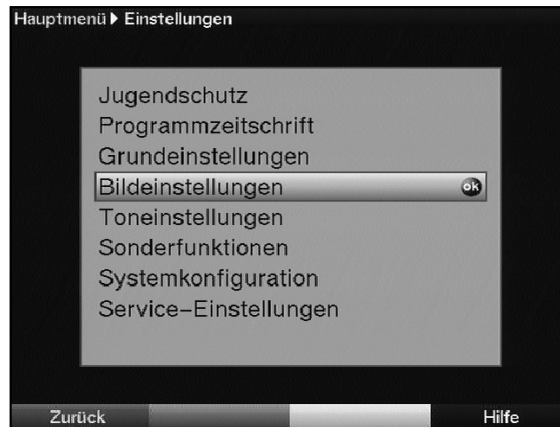 Hauptmenü ▶ Einstellungen
Jugendschutz
Programmzeitschrift
Grundeinstellungen
Bildeinstellungen ok
Toneinstellungen
Sonderfunktionen
Systemkonfiguration
Service-Einstellungen
Zurück Hilfe